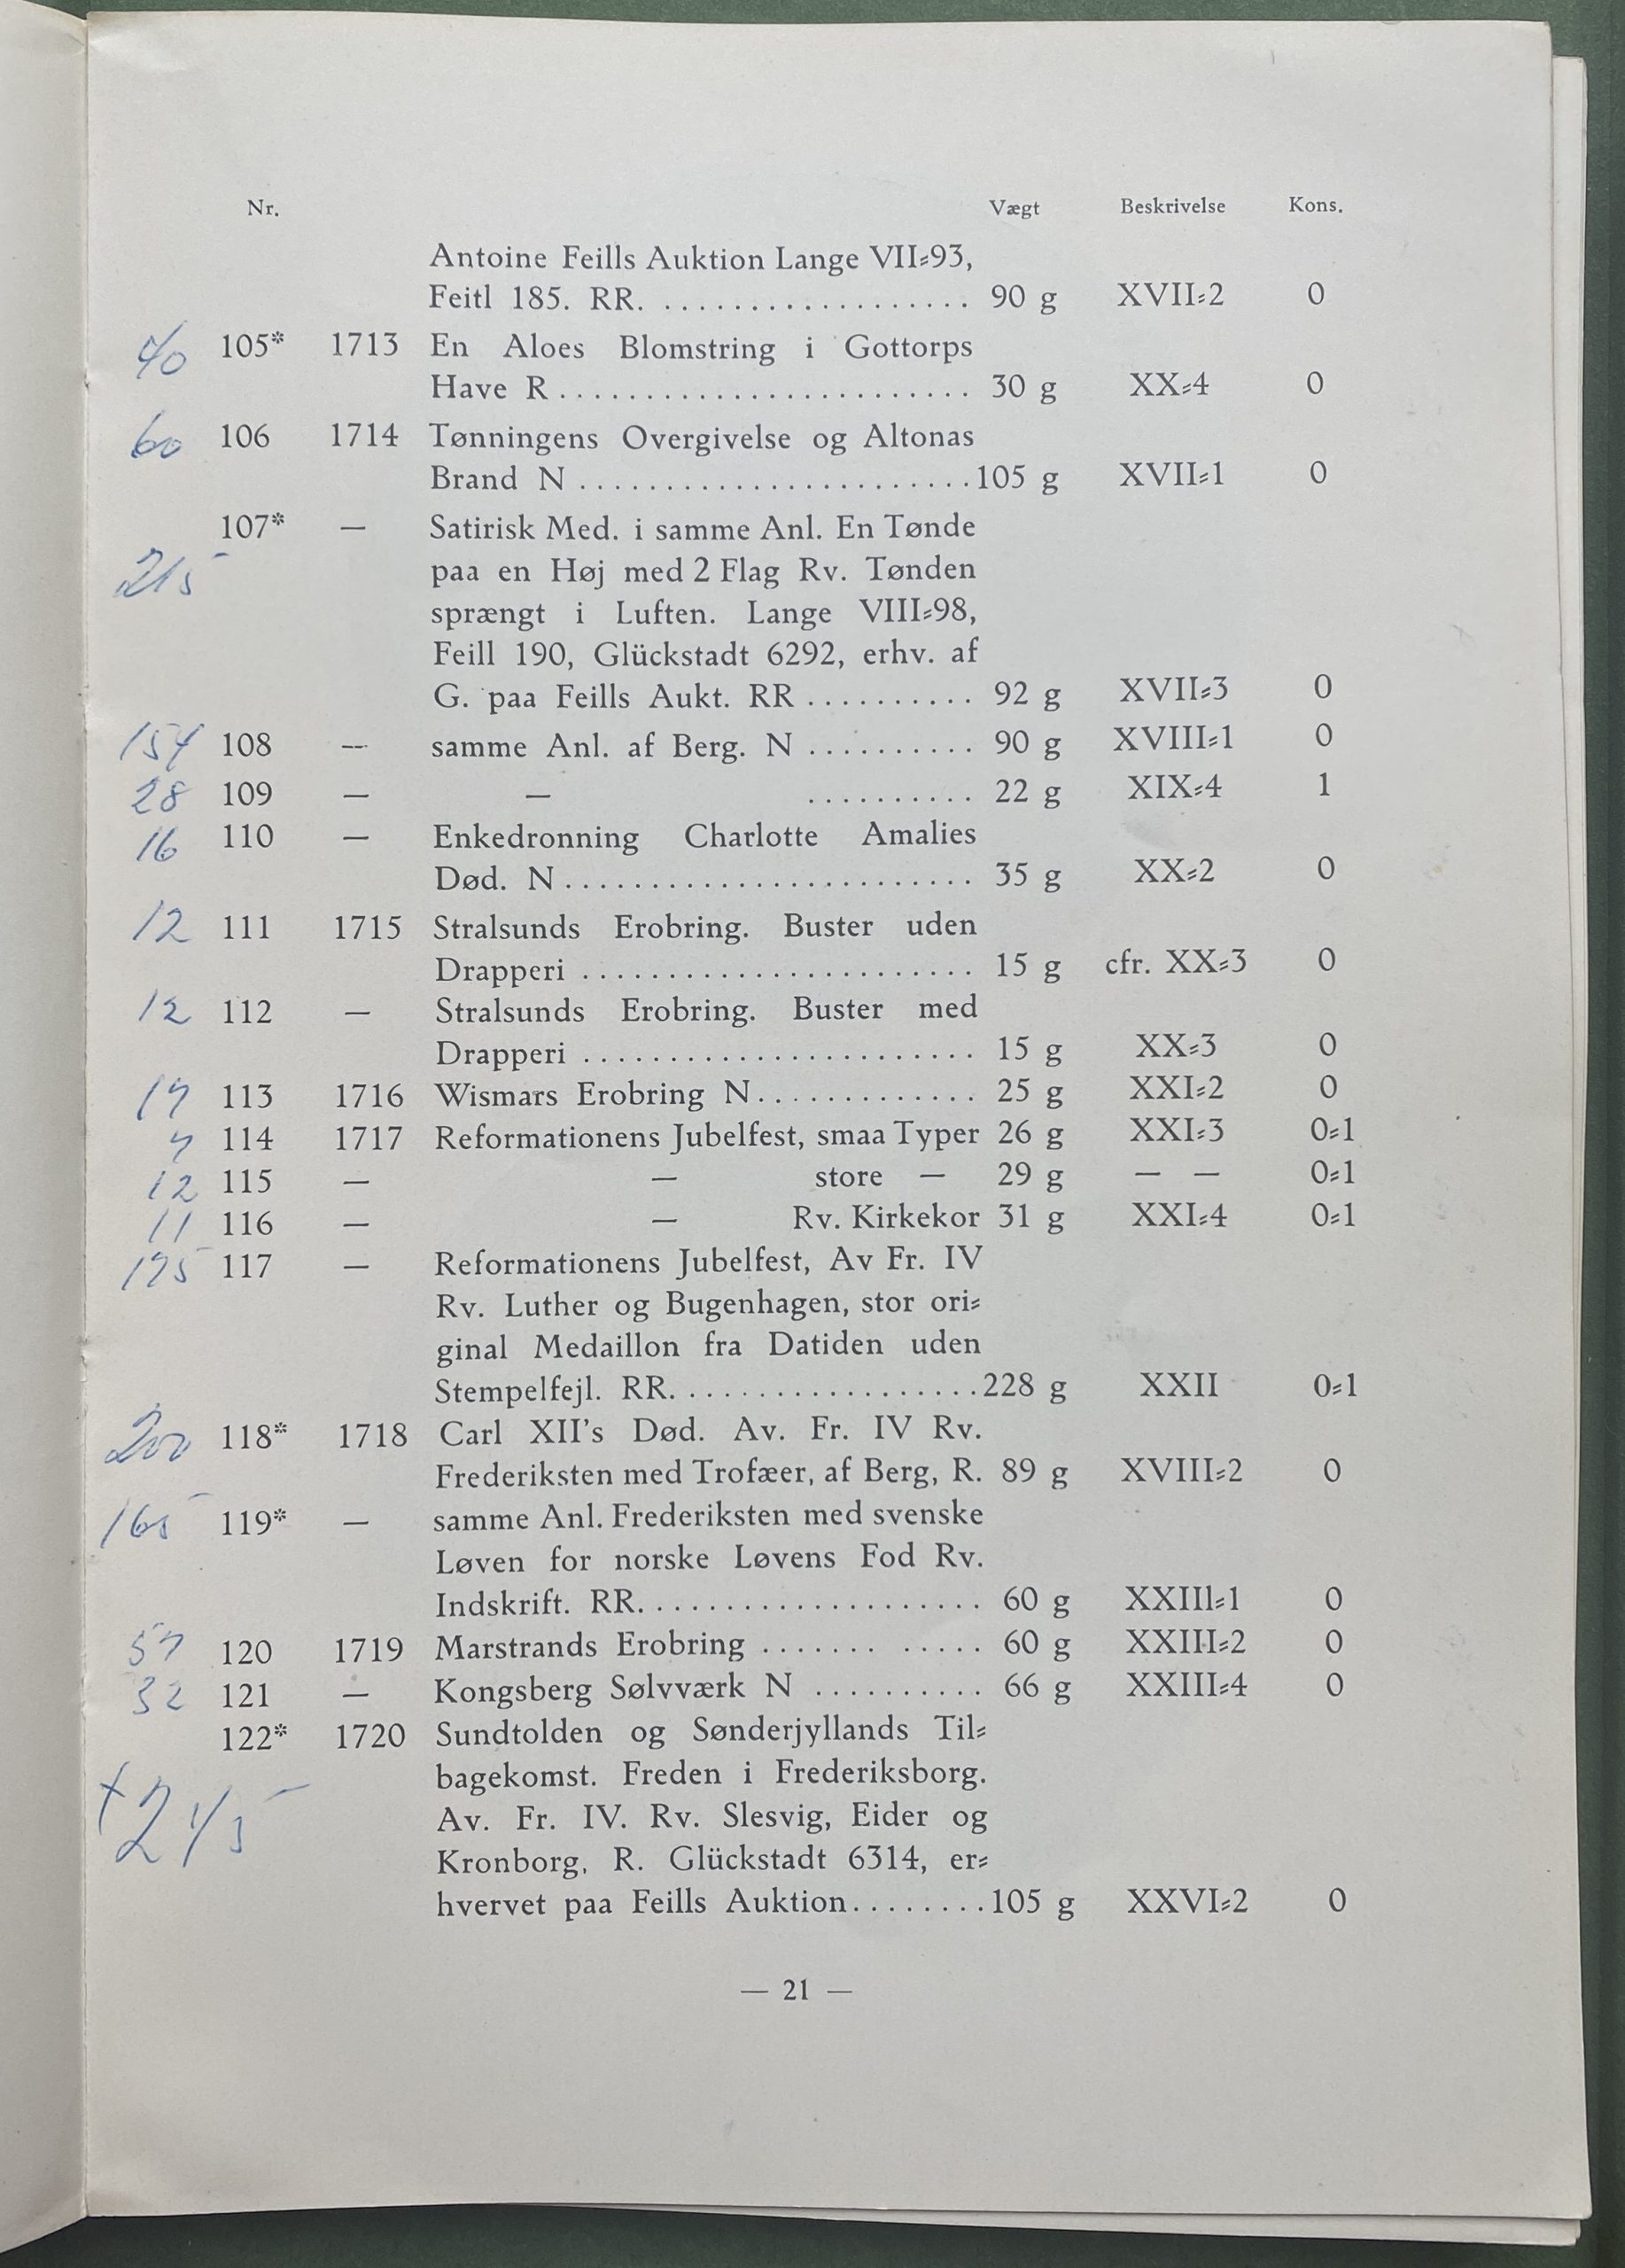 Nr. Vægt Beskrivelse Kons.
Antoine Feills Auktion Lange VII⸗93,
Feitl 185. RR. .................. 90 g XVII⸗2 0
40 105* 1713 En Aloes Blomstring i Gottorps
Have R ........................ 30 g XX⸗4 0
60 106 1714 Tønningens Overgivelse og Altonas
Brand N ....................... 105 g XVII⸗1 0
107* — Satirisk Med. i samme Anl. En Tønde
215 paa en Høj med 2 Flag Rv. Tønden
sprængt i Luften. Lange VIII⸗98,
Feill 190, Glückstadt 6292, erhv. af
G. paa Feills Aukt. RR .......... 92 g XVII⸗3 0
154 108 — samme Anl. af Berg. N .......... 90 g XVIII⸗1 0
28 109 — — .......... 22 g XIX⸗4 1
16 110 — Enkedronning Charlotte Amalies
Død. N ........................ 35 g XX⸗2 0
12 111 1715 Stralsunds Erobring. Buster uden
Drapperi ....................... 15 g cfr. XX⸗3 0
12 112 — Stralsunds Erobring. Buster med
Drapperi ....................... 15 g XX⸗3 0
17 113 1716 Wismars Erobring N ............. 25 g XXI⸗2 0
7 114 1717 Reformationens Jubelfest, smaa Typer 26 g XXI⸗3 0⸗1
12 115 — — store — 29 g — — 0⸗1
11 116 — — Rv. Kirkekor 31 g XXI⸗4 0⸗1
175 117 — Reformationens Jubelfest, Av Fr. IV
Rv. Luther og Bugenhagen, stor ori⸗
ginal Medaillon fra Datiden uden
Stempelfejl. RR. ................. 228 g XXII 0⸗1
200 118* 1718 Carl XII's Død. Av. Fr. IV Rv.
Frederiksten med Trofæer, af Berg, R. 89 g XVIII⸗2 0
165 119* — samme Anl. Frederiksten med svenske
Løven for norske Løvens Fod Rv.
Indskrift. RR. ................... 60 g XXIIl⸗1 0
57 120 1719 Marstrands Erobring ....... ..... 60 g XXIII⸗2 0
32 121 — Kongsberg Sølvværk N .......... 66 g XXIII⸗4 0
122* 1720 Sundtolden og Sønderjyllands Til⸗
bagekomst. Freden i Frederiksborg.
Av. Fr. IV. Rv. Slesvig, Eider og
Kronborg, R. Glückstadt 6314, er⸗
hvervet paa Feills Auktion ........ 105 g XXVI⸗2 0
— 21 —